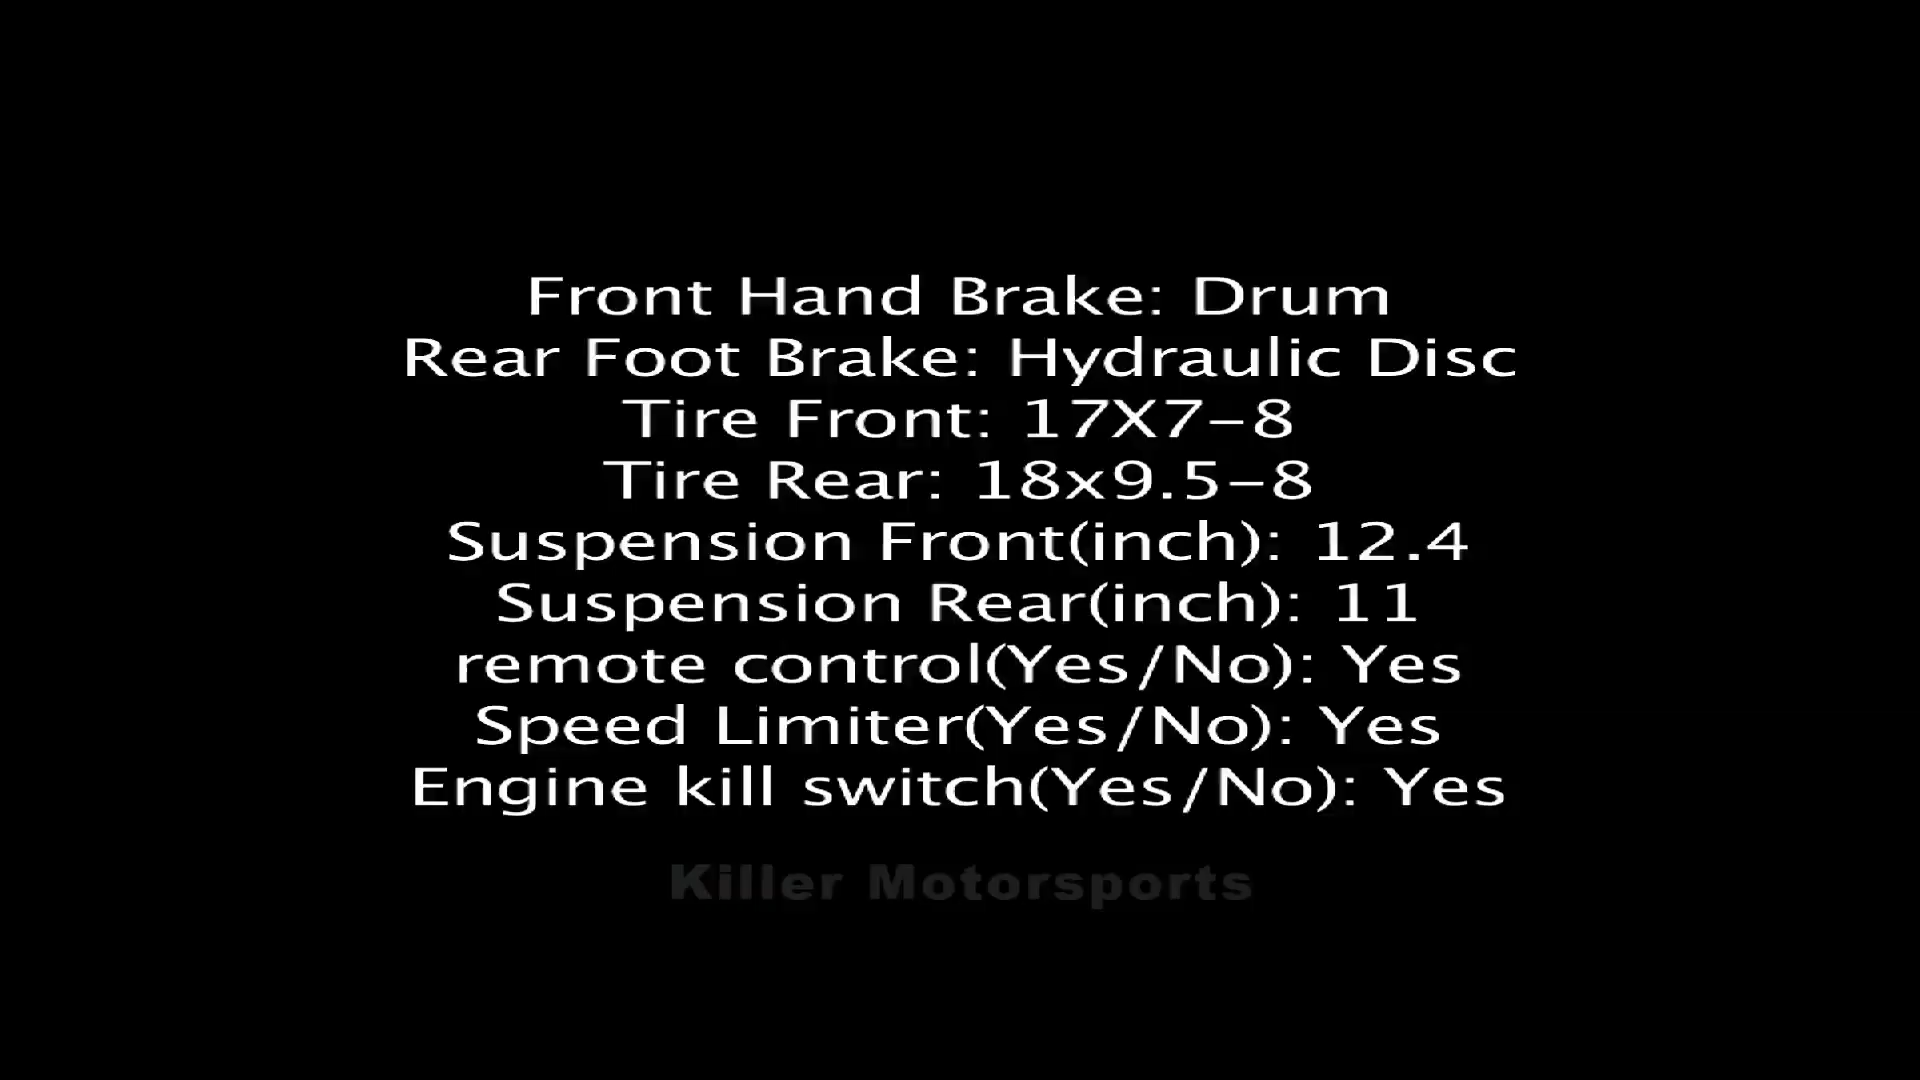 Front Hand Brake: Drum
Rear Foot Brake: Hydraulic Disc
Tire Front: 17X7-8
Tire Rear: 18x9.5-8
Suspension Front(inch): 12.4
Suspension Rear(inch): 11
remote control(Yes/No): Yes
Speed Limiter(Yes/No): Yes
Engine kill switch(Yes/No): Yes
Killer Motorsports